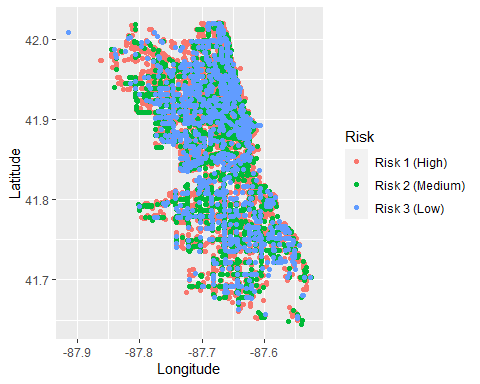 42.0
41.9
41.8
41.7
Latitude
-87.9
-87.8
-87.7
-87.6
Longitude
Risk
Risk 1 (High)
Risk 2 (Medium)
Risk 3 (Low)